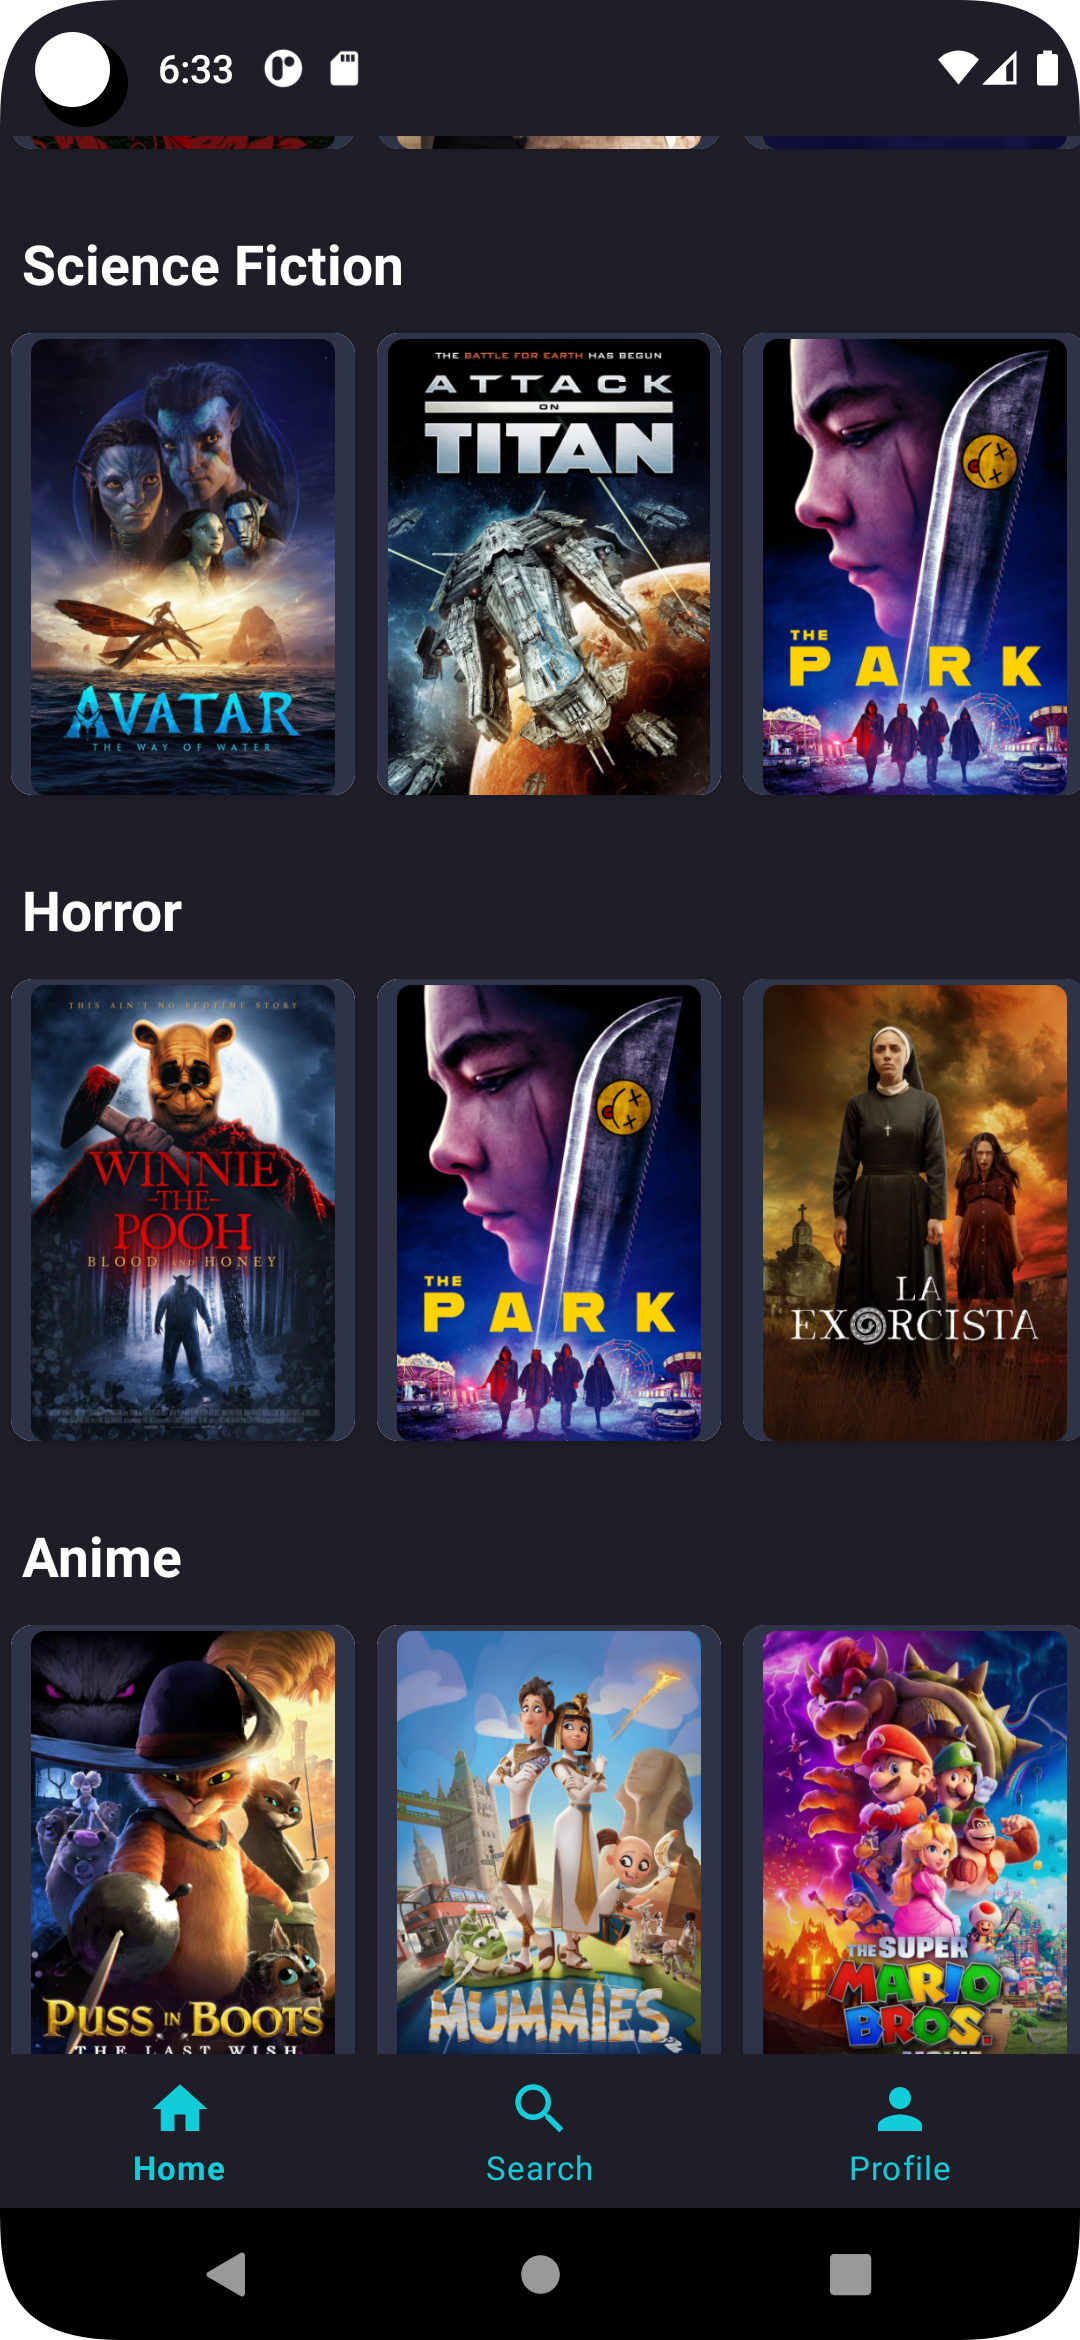 6:33
Science Fiction
THE BATTLE FOR EARTH HAS BEGUN
ATTACK
ON
TITAN
AVATAR
THE WAY OF WATER
THE
PARK
Horror
THIS AIN'T NO BEDTIME STORY
WINNIE
-THE-
POOH
BLOOD AND HONEY
THE
PARK
LA
EXORCISTA
Anime
PUSS IN BOOTS
THE LAST WISH
MUMMIES
THE SUPER
MARIO
BROS.
MOVIE
Home
Search
Profile